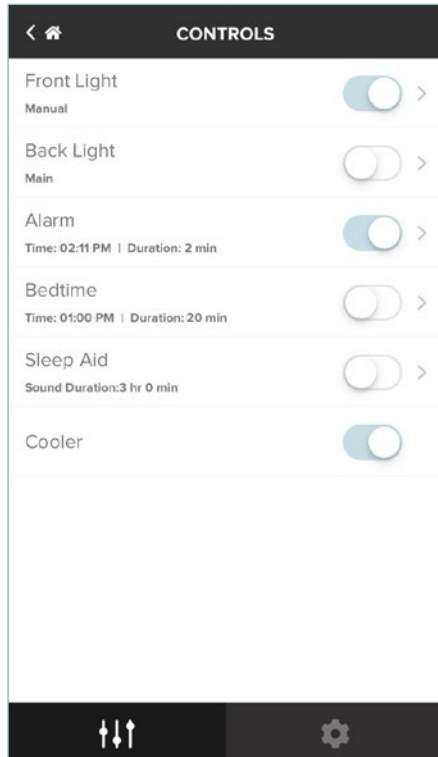 CONTROLS
Front Light
Manual
Back Light
Main
Alarm
Time: 02:11 PM | Duration: 2 min
Bedtime
Time: 01:00 PM | Duration: 20 min
Sleep Aid
Sound Duration:3 hr 0 min
Cooler